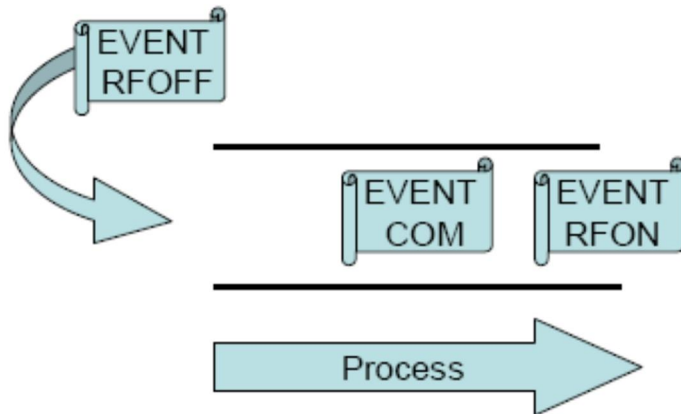 EVENT
RFOFF
EVENT
COM
EVENT
RFON
Process